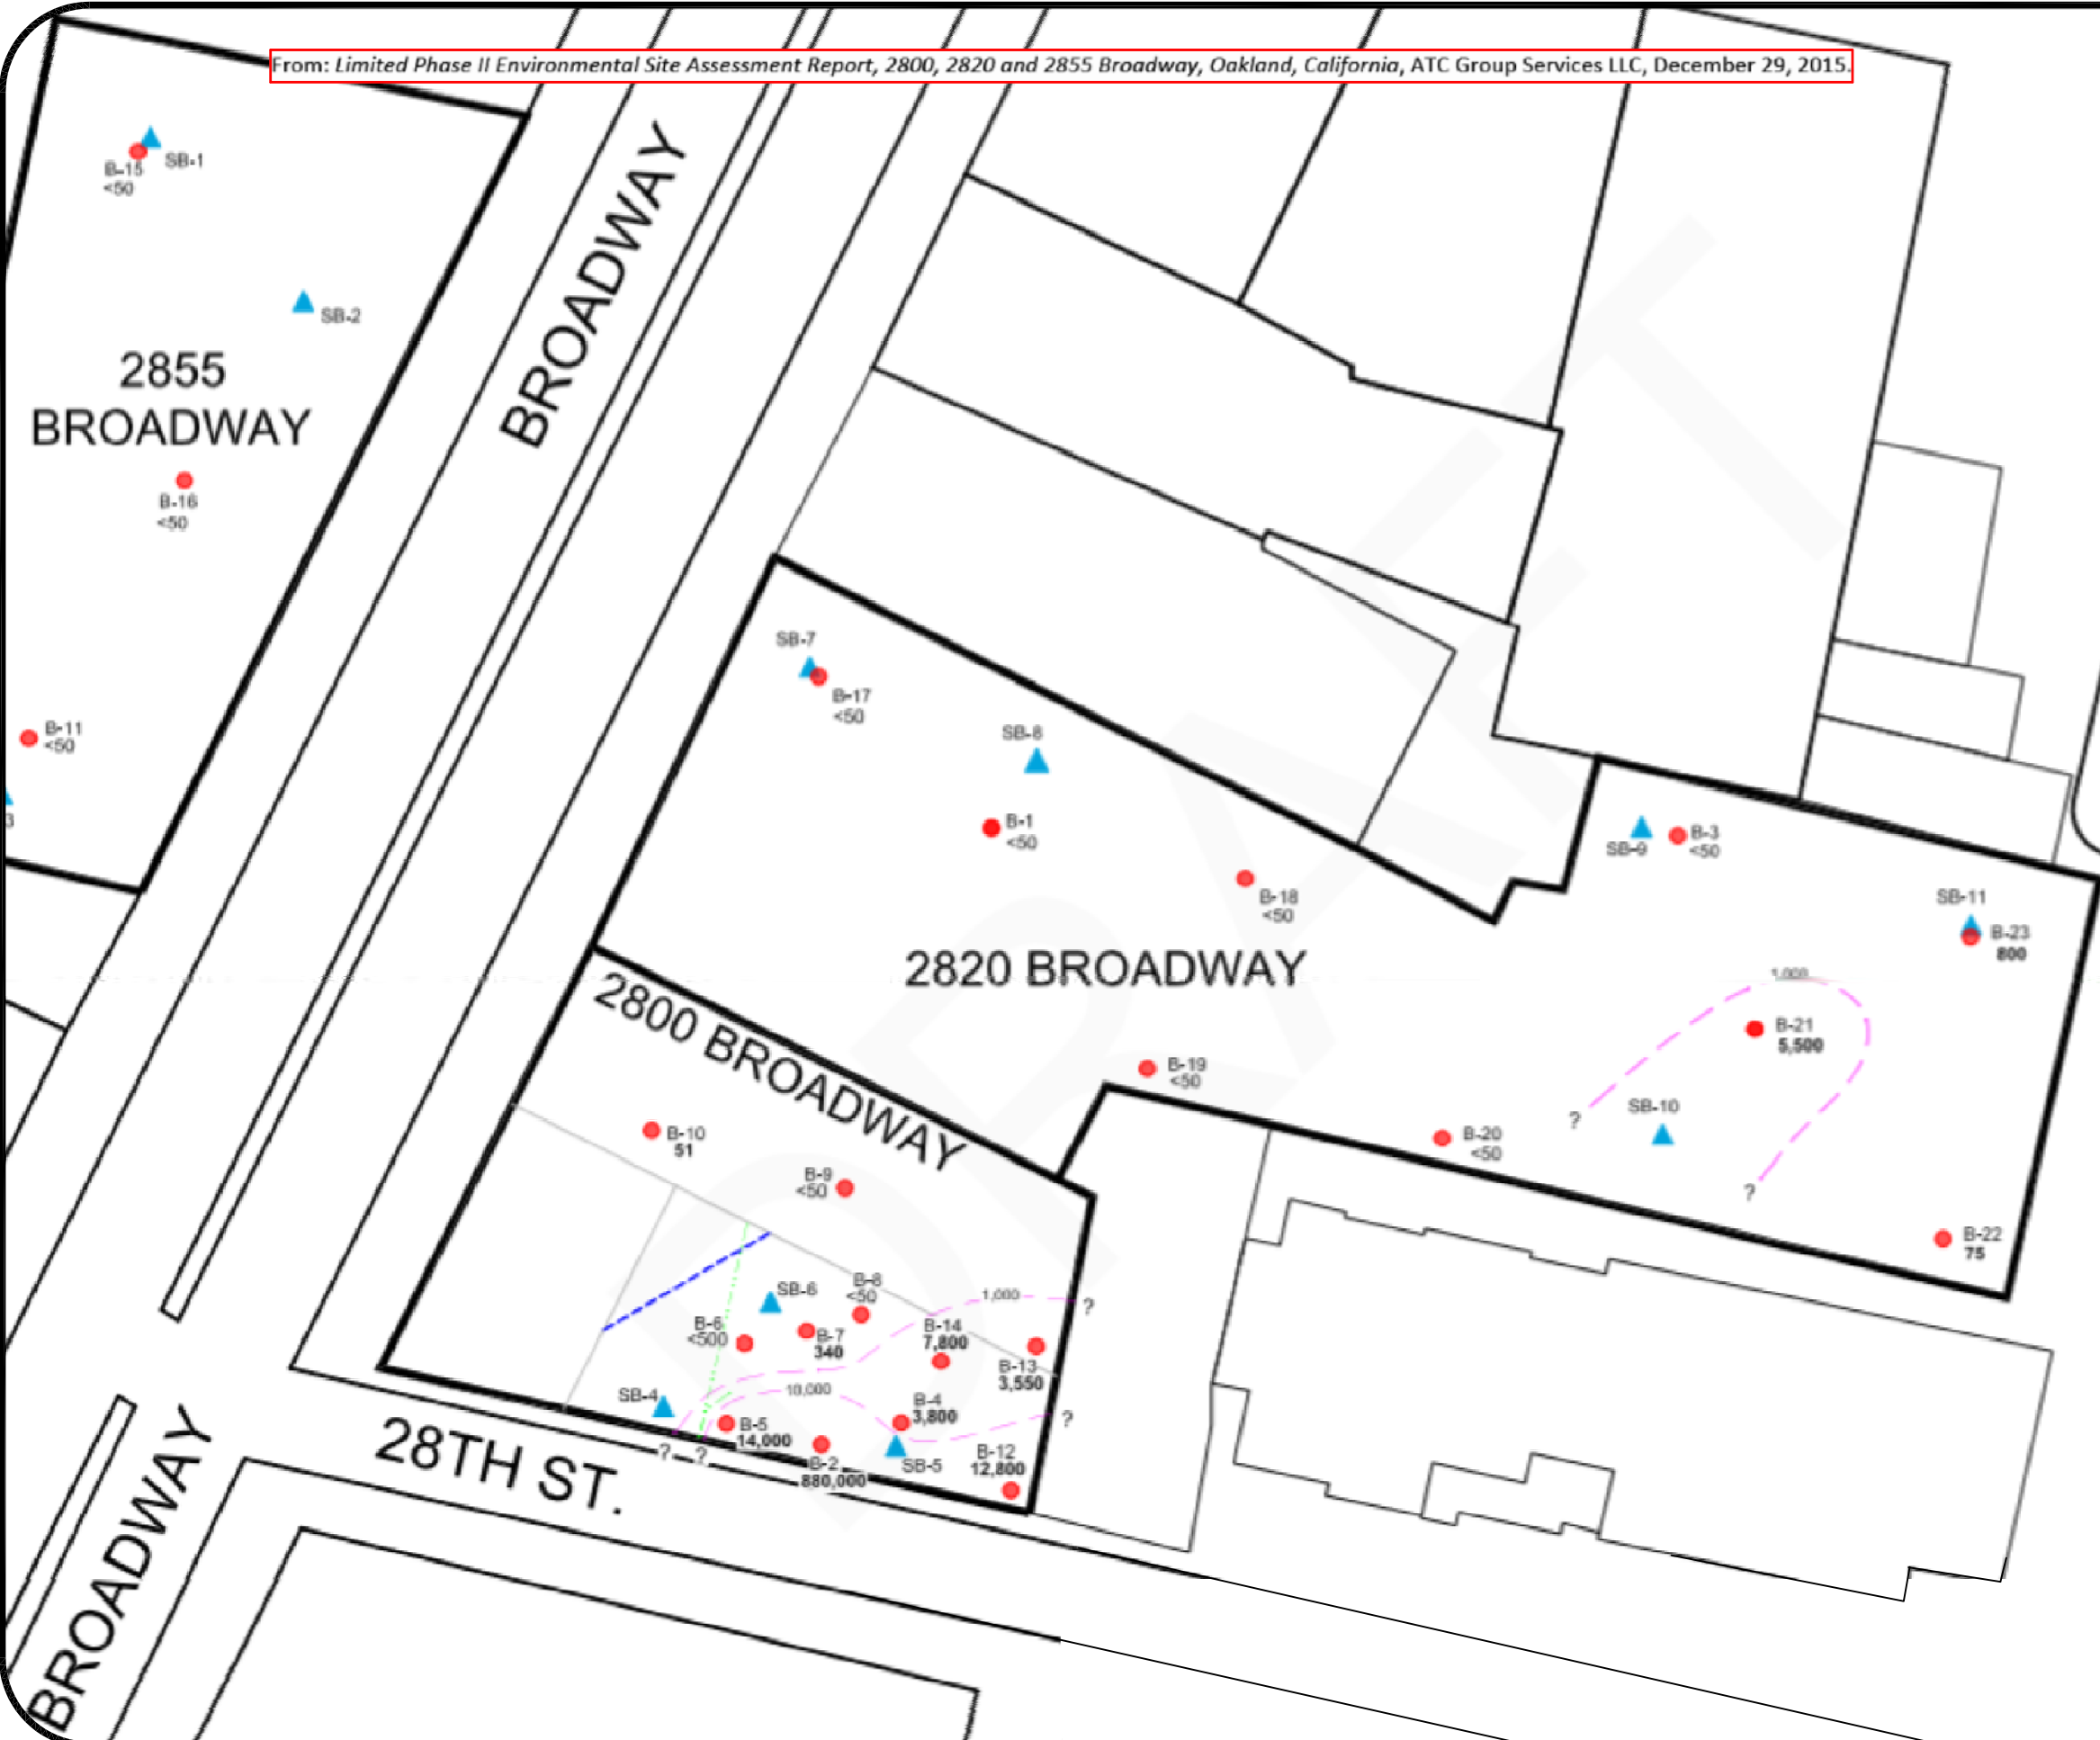 From: Limited Phase II Environmental Site Assessment Report, 2800, 2820 and 2855 Broadway, Oakland, California, ATC Group Services LLC, December 29, 2015.
SB-1
B-15
<50
SB-2
2855
BROADWAY
B-16
<50
B-11
<50
3
BROADWAY
SB-7
B-17
<50
SB-8
B-1
<50
B-18
<50
SB-9
B-3
<50
SB-11
B-23
800
2820 BROADWAY
1,000
B-21
5,500
B-19
<50
SB-10
?
B-20
<50
?
B-22
75
2800 BROADWAY
B-10
51
B-9
<50
SB-6
B-8
<50
1,000
?
B-6
<500
B-7
340
B-14
7,800
B-13
3,550
SB-4
10,000
B-4
3,800
?
B-5
14,000
? ?
B-2
880,000
SB-5
B-12
12,800
28TH ST.
BROADWAY
DRAFT